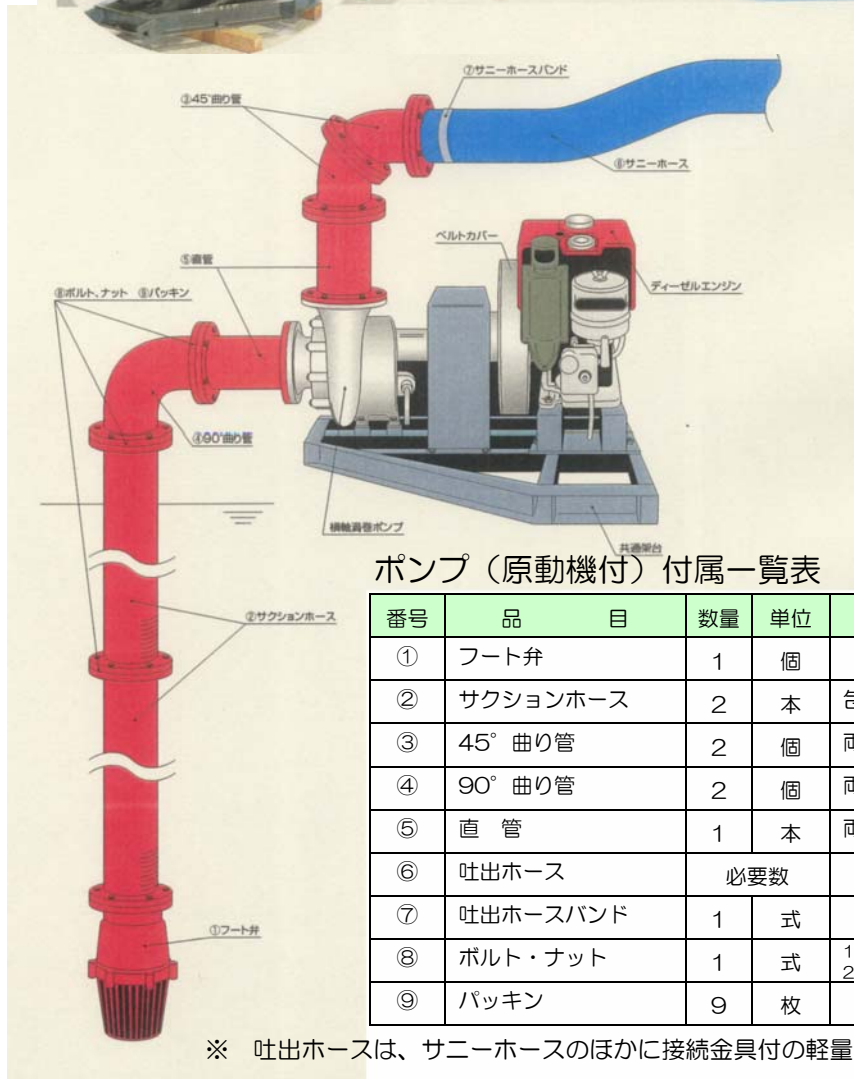 ⑦サニーホースバンド
③45°曲り管
⑥サニーホース
ベルトカバー
⑤直管
ディーゼルエンジン
⑧ボルト、ナット ⑨パッキン
④90°曲り管
横軸渦巻ポンプ
共通架台
②サクションホース
①フート弁
ポンプ（原動機付）付属一覧表
番号 品 目 数量 単位
① フート弁 1 個
② サクションホース 2 本
③ 45°曲り管 2 個 両
④ 90°曲り管 2 個 両
⑤ 直 管 1 本 両
⑥ 吐出ホース 必要数
⑦ 吐出ホースバンド 1 式
⑧ ボルト・ナット 1 式 1
2
⑨ パッキン 9 枚
※ 吐出ホースは、サニーホースのほかに接続金具付の軽量